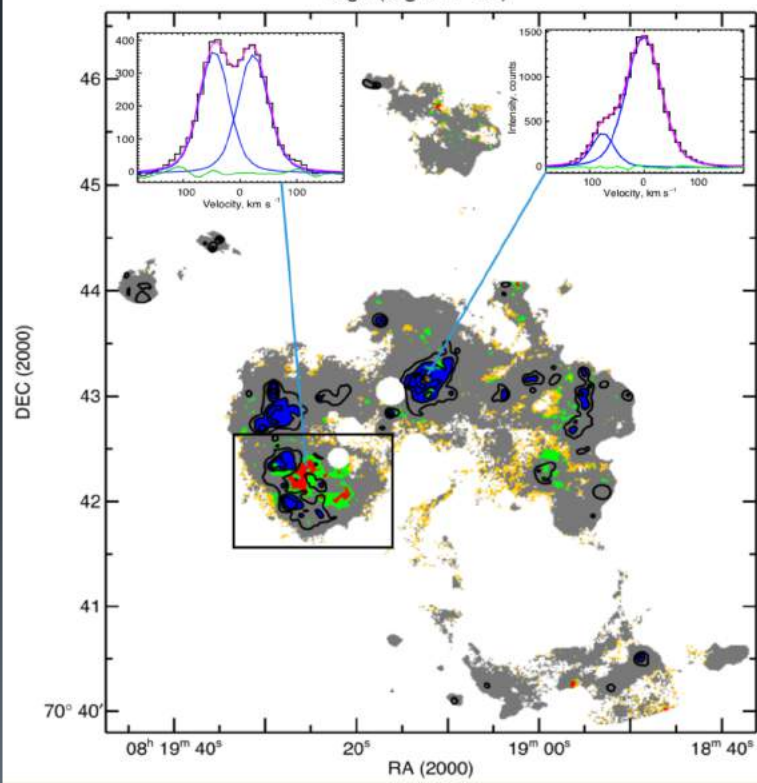 400
300
200
100
0
100
0
100
Velocity, km s⁻¹
Intensity, counts
1500
1000
500
0
100
0
100
Velocity, km s⁻¹
DEC (2000)
46
45
44
43
42
41
70° 40′
08ʰ 19ᵐ 40ˢ
20ˢ
19ᵐ 00ˢ
18ᵐ 40ˢ
RA (2000)